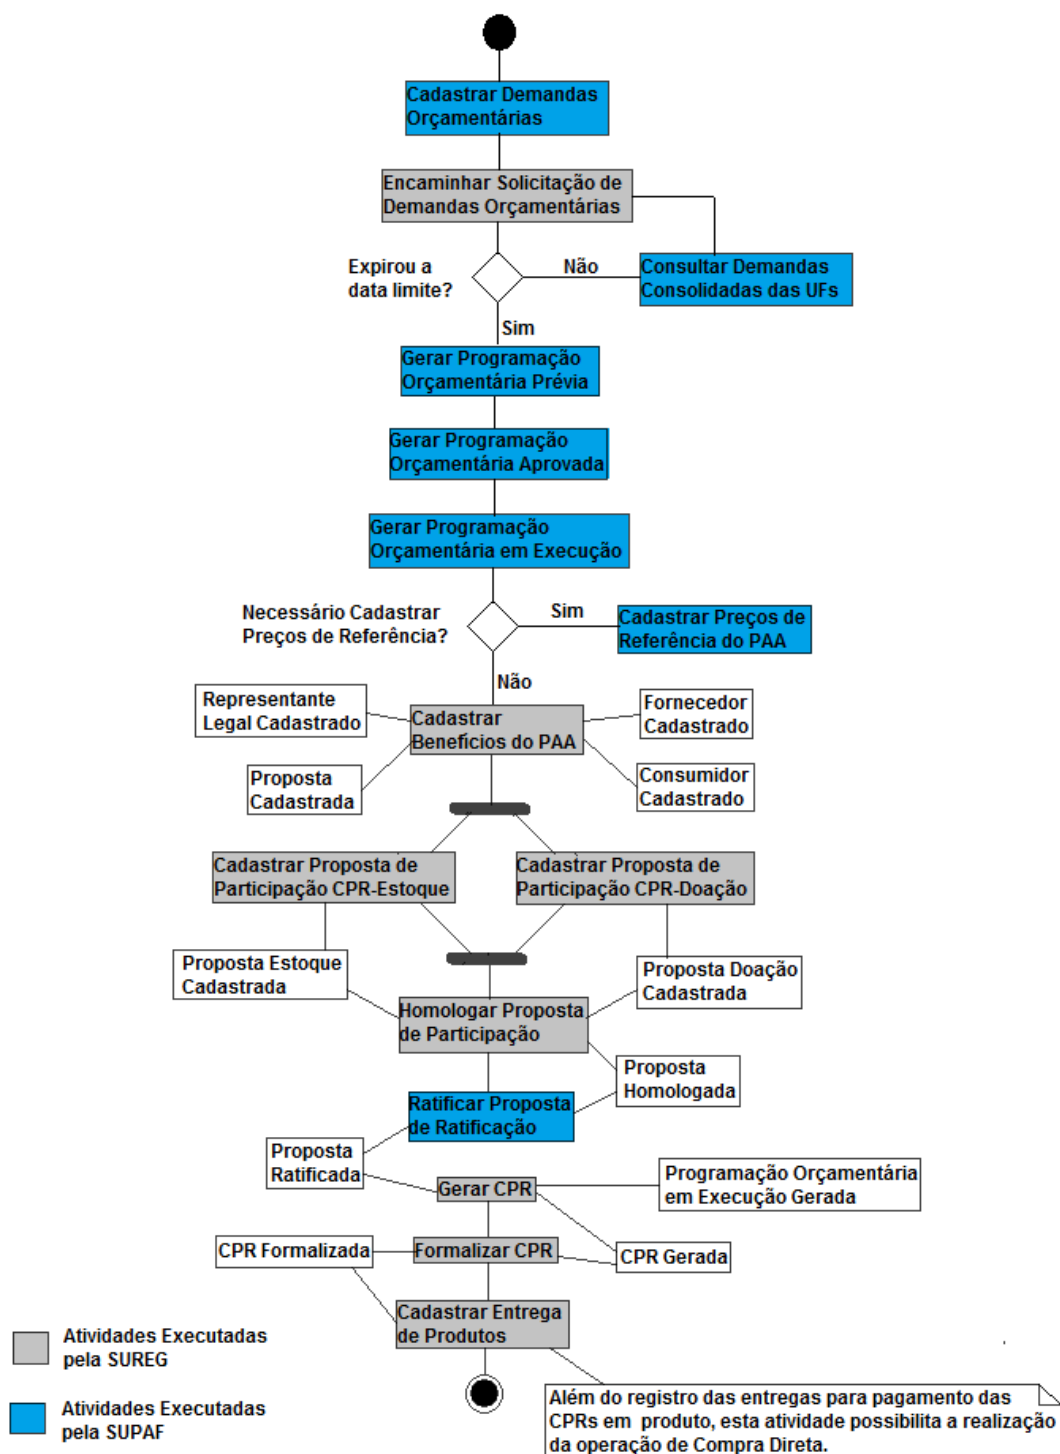 Cadastrar Demandas
Orçamentárias
Encaminhar Solicitação de
Demandas Orçamentárias
Expirou a
data limite?
Não
Consultar Demandas
Consolidadas das UFs
Sim
Gerar Programação
Orçamentária Prévia
Gerar Programação
Orçamentária Aprovada
Gerar Programação
Orçamentária em Execução
Necessário Cadastrar
Preços de Referência?
Sim
Cadastrar Preços de
Referência do PAA
Não
Representante
Legal Cadastrado
Cadastrar
Benefícios do PAA
Fornecedor
Cadastrado
Proposta
Cadastrada
Consumidor
Cadastrado
Cadastrar Proposta de
Participação CPR-Estoque
Cadastrar Proposta de
Participação CPR-Doação
Proposta Estoque
Cadastrada
Proposta Doação
Cadastrada
Homologar Proposta
de Participação
Proposta
Homologada
Ratificar Proposta
de Ratificação
Proposta
Ratificada
Gerar CPR
Programação Orçamentária
em Execução Gerada
CPR Formalizada
Formalizar CPR
CPR Gerada
Cadastrar Entrega
de Produtos
Atividades Executadas
pela SUREG
Atividades Executadas
pela SUPAF
Além do registro das entregas para pagamento das
CPRs em produto, esta atividade possibilita a realização
da operação de Compra Direta.